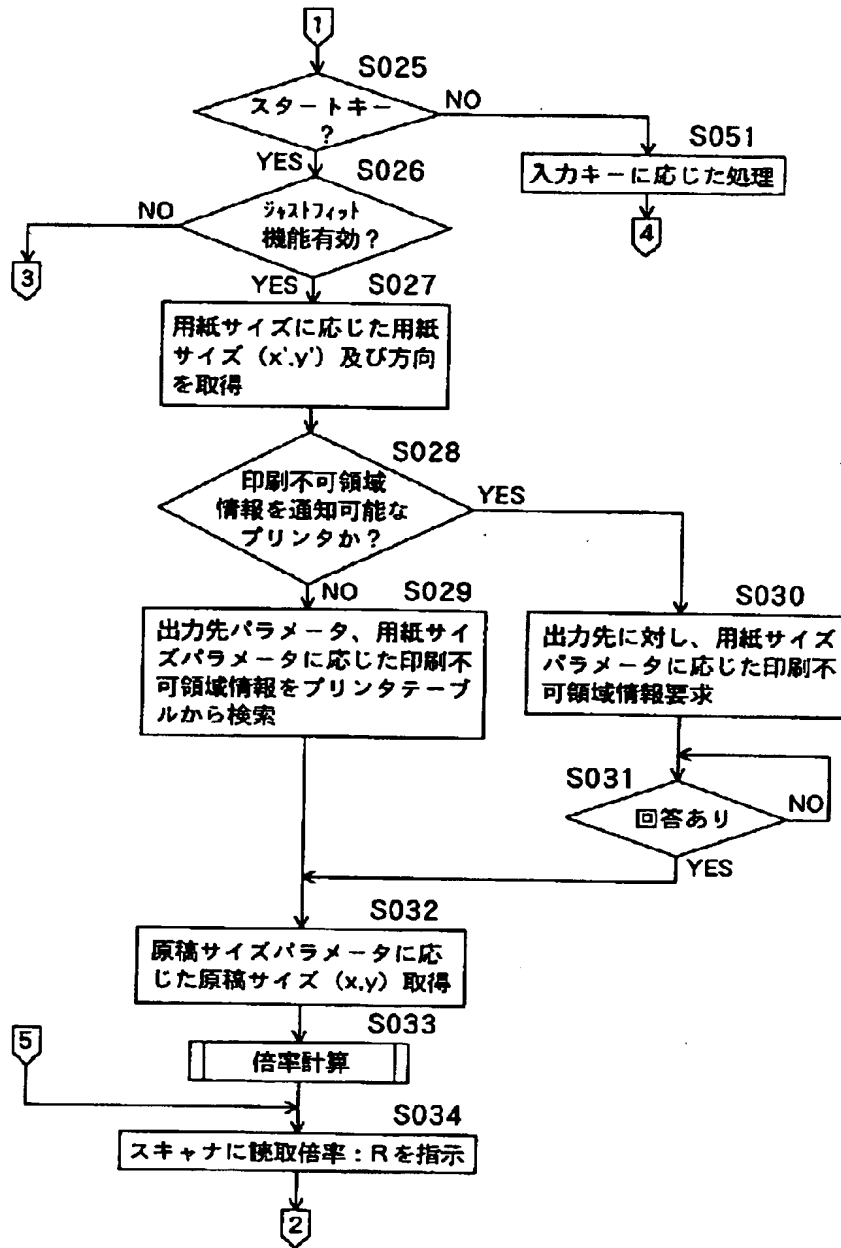 1
S025
スタートキー
?
NO
YES
S051
入力キーに応じた処理
4
S026
ジャストフィット
機能有効?
NO
3
YES
S027
用紙サイズに応じた用紙
サイズ (x'.y') 及び方向
を取得
S028
印刷不可領域
情報を通知可能な
プリンタか?
YES
NO
S029
出力先パラメータ、用紙サイ
ズパラメータに応じた印刷不
可領域情報をプリンタテーブ
ルから検索
S030
出力先に対し、用紙サイズ
パラメータに応じた印刷不
可領域情報要求
S031
回答あり
NO
YES
S032
原稿サイズパラメータに応
じた原稿サイズ (x.y) 取得
S033
倍率計算
5
S034
スキャナに読取倍率:Rを指示
2